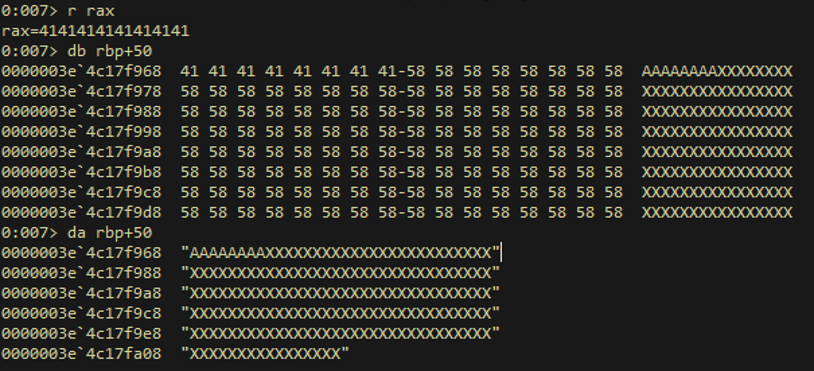 0:007> r rax
rax=4141414141414141
0:007> db rbp+50
0000003e`4c17f968  41 41 41 41 41 41 41 41-58 58 58 58 58 58 58 58  AAAAAAAAXXXXXXXX
0000003e`4c17f978  58 58 58 58 58 58 58 58-58 58 58 58 58 58 58 58  XXXXXXXXXXXXXXXX
0000003e`4c17f988  58 58 58 58 58 58 58 58-58 58 58 58 58 58 58 58  XXXXXXXXXXXXXXXX
0000003e`4c17f998  58 58 58 58 58 58 58 58-58 58 58 58 58 58 58 58  XXXXXXXXXXXXXXXX
0000003e`4c17f9a8  58 58 58 58 58 58 58 58-58 58 58 58 58 58 58 58  XXXXXXXXXXXXXXXX
0000003e`4c17f9b8  58 58 58 58 58 58 58 58-58 58 58 58 58 58 58 58  XXXXXXXXXXXXXXXX
0000003e`4c17f9c8  58 58 58 58 58 58 58 58-58 58 58 58 58 58 58 58  XXXXXXXXXXXXXXXX
0000003e`4c17f9d8  58 58 58 58 58 58 58 58-58 58 58 58 58 58 58 58  XXXXXXXXXXXXXXXX
0:007> da rbp+50
0000003e`4c17f968  "AAAAAAAAXXXXXXXXXXXXXXXXXXXXXXXX"
0000003e`4c17f988  "XXXXXXXXXXXXXXXXXXXXXXXXXXXXXXXX"
0000003e`4c17f9a8  "XXXXXXXXXXXXXXXXXXXXXXXXXXXXXXXX"
0000003e`4c17f9c8  "XXXXXXXXXXXXXXXXXXXXXXXXXXXXXXXX"
0000003e`4c17f9e8  "XXXXXXXXXXXXXXXXXXXXXXXXXXXXXXXX"
0000003e`4c17fa08  "XXXXXXXXXXXXXXXX"